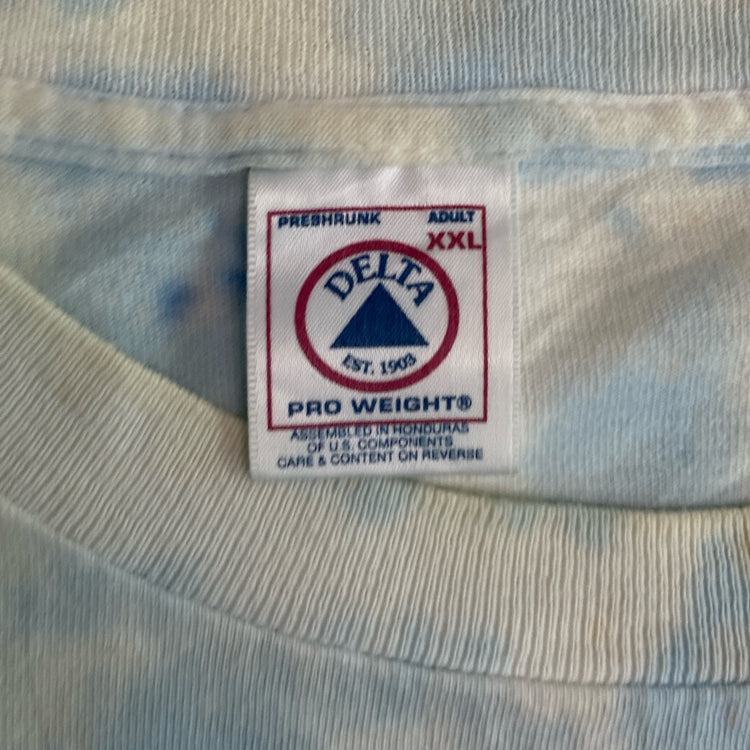 PRESHRUNK ADULT
XXL
DELTA
EST. 1903
PRO WEIGHT®
ASSEMBLED IN HONDURAS
OF U.S. COMPONENTS
CARE & CONTENT ON REVERSE